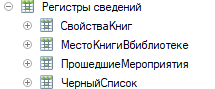 Регистры сведений
СвойстваКниг
МестоКнигиВбиблиотеке
ПрошедшиеМероприятия
ЧерныйСписок